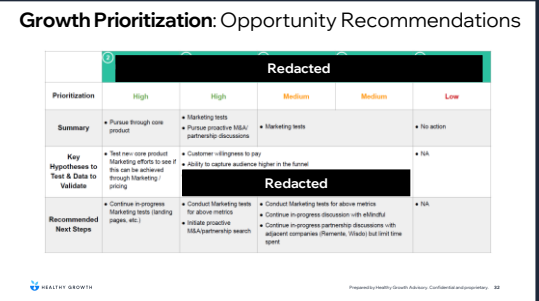 Growth Prioritization: Opportunity Recommendations
2
Redacted
Prioritization High High Medium Medium Low
Summary
• Pursue through core
product
• Marketing tests
• Pursue proactive M&A/
partnership discussions
• Marketing tests
• No action
Key
Hypotheses to
Test & Data to
Validate
• Test new core product
Marketing efforts to see if
this can be achieved
through Marketing /
pricing
• Customer willingness to pay
• Ability to capture audience higher in the funnel
Redacted
• NA
Recommended
Next Steps
• Continue in-progress
Marketing tests (landing
pages, etc.)
• Conduct Marketing tests
for above metrics
• Initiate proactive
M&A/partnership search
• Conduct Marketing tests for above metrics
• Continue in-progress discussion with eMindful
• Continue in-progress partnership discussions with
adjacent companies (Remente, Wisdo) but limit time
spent
• NA
HEALTHY GROWTH
Prepared by Healthy Growth Advisory. Confidential and proprietary. 32